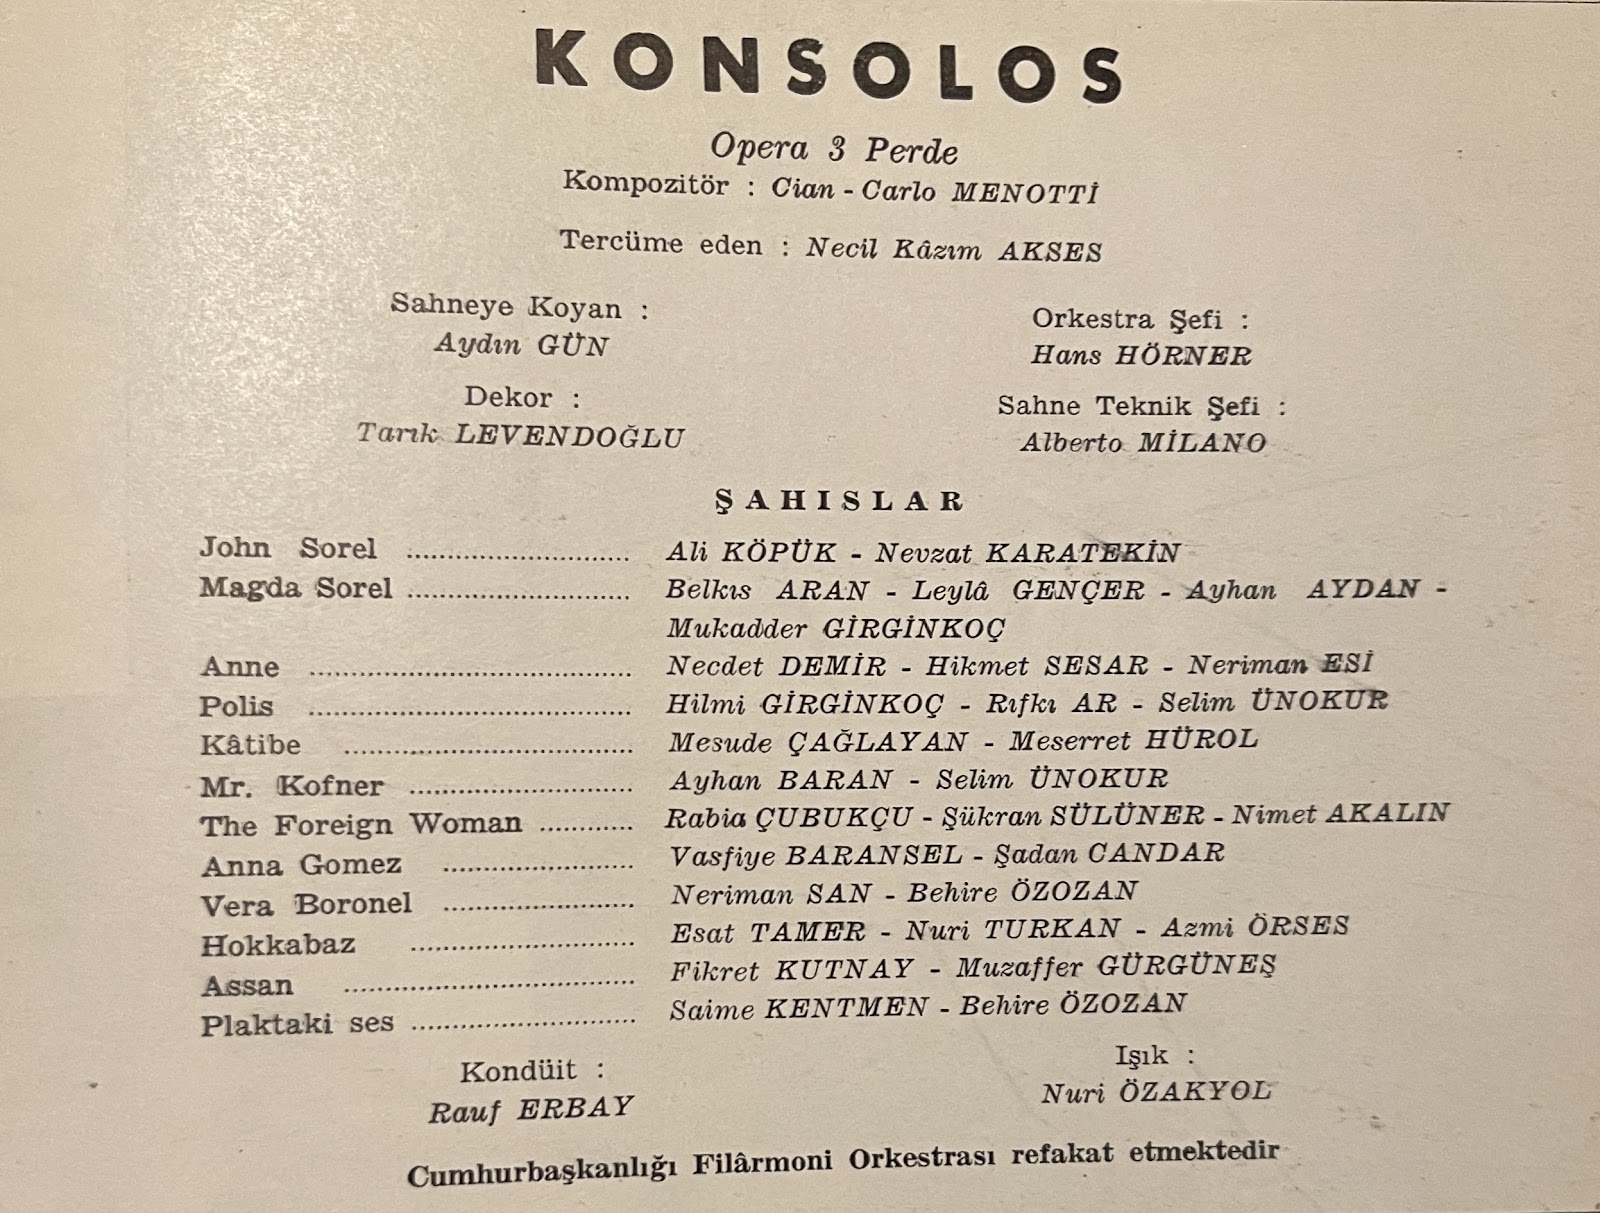 KONSOLOS
Opera 3 Perde
Kompozitör : Cian - Carlo MENOTTİ
Tercüme eden : Necil Kâzım AKSES
Sahneye Koyan :
Aydın GÜN
Orkestra Şefi :
Hans HÖRNER
Dekor :
Tarık LEVENDOĞLU
Sahne Teknik Şefi :
Alberto MİLANO
ŞAHISLAR
John Sorel ............................ Ali KÖPÜK - Nevzat KARATEKİN
Magda Sorel ............................ Belkıs ARAN - Leylâ GENÇER - Ayhan AYDAN -
Mukadder GİRGİNKOÇ
Anne ........................................ Necdet DEMİR - Hikmet SESAR - Neriman ESİ
Polis ........................................ Hilmi GİRGİNKOÇ - Rıfkı AR - Selim ÜNOKUR
Kâtibe .................................... Mesude ÇAĞLAYAN - Meserret HÜROL
Mr. Kofner ............................ Ayhan BARAN - Selim ÜNOKUR
The Foreign Woman ............ Rabia ÇUBUKÇU - Şükran SÜLÜNER - Nimet AKALIN
Anna Gomez ........................ Vasfiye BARANSEL - Şadan CANDAR
Vera Boronel ........................ Neriman SAN - Behire ÖZOZAN
Hokkabaz ............................ Esat TAMER - Nuri TURKAN - Azmi ÖRSES
Assan .................................... Fikret KUTNAY - Muzaffer GÜRGÜNEŞ
Plaktaki ses ............................ Saime KENTMEN - Behire ÖZOZAN
Kondüit :
Rauf ERBAY
Işık :
Nuri ÖZAKYOL
Cumhurbaşkanlığı Filârmoni Orkestrası refakat etmektedir